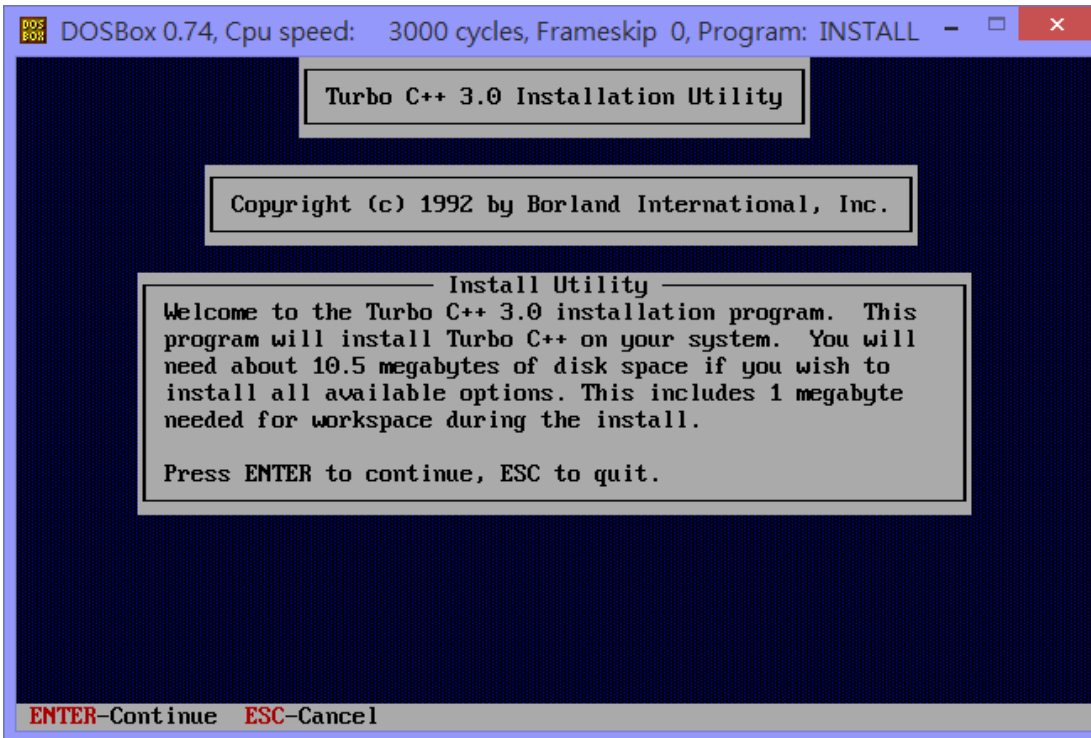 DOSBox 0.74, Cpu speed:    3000 cycles, Frameskip  0, Program:  INSTALL
Turbo C++ 3.0 Installation Utility
Copyright (c) 1992 by Borland International, Inc.
Install Utility
Welcome to the Turbo C++ 3.0 installation program.  This
program will install Turbo C++ on your system.  You will
need about 10.5 megabytes of disk space if you wish to
install all available options. This includes 1 megabyte
needed for workspace during the install.
Press ENTER to continue, ESC to quit.
ENTER-Continue  ESC-Cancel